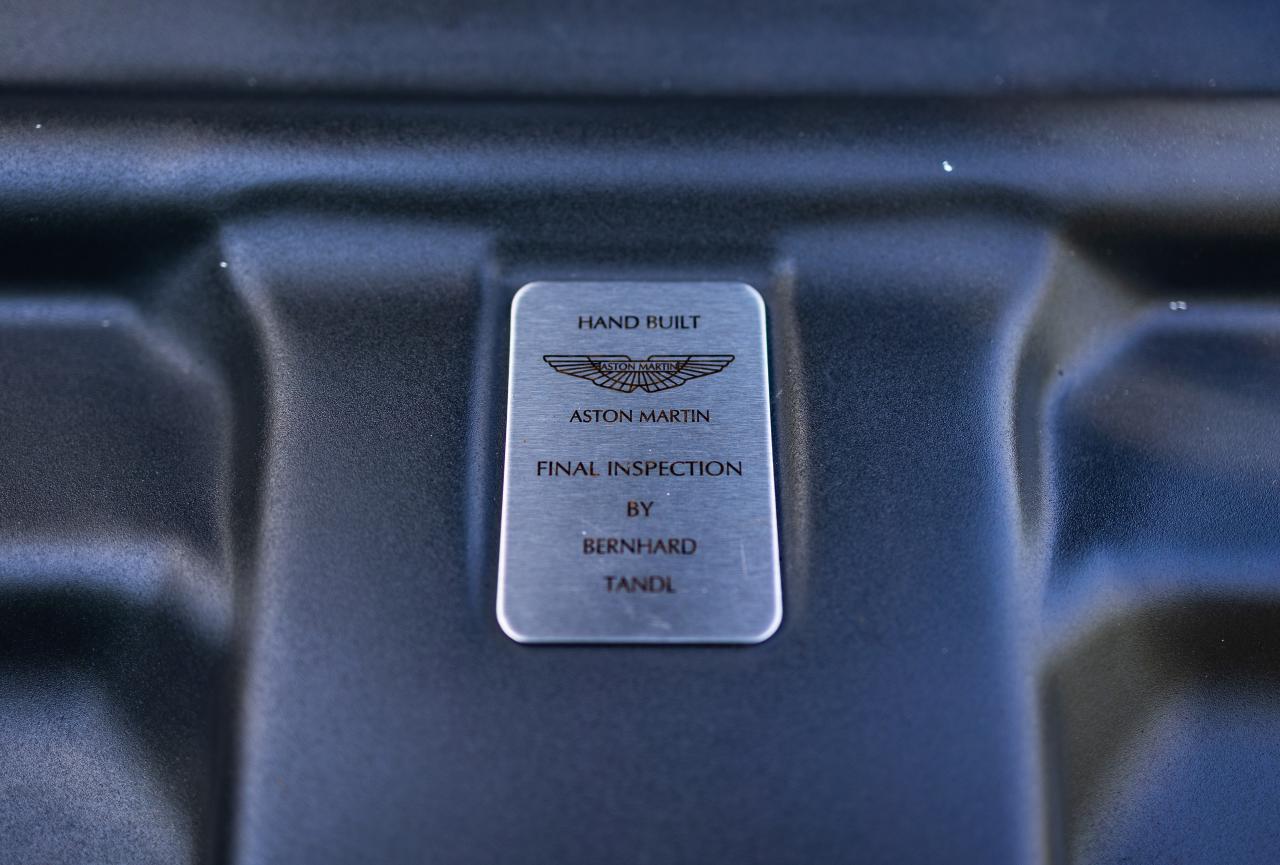 HAND BUILT
ASTON MARTIN
ASTON MARTIN
FINAL INSPECTION
BY
BERNHARD
TANDL